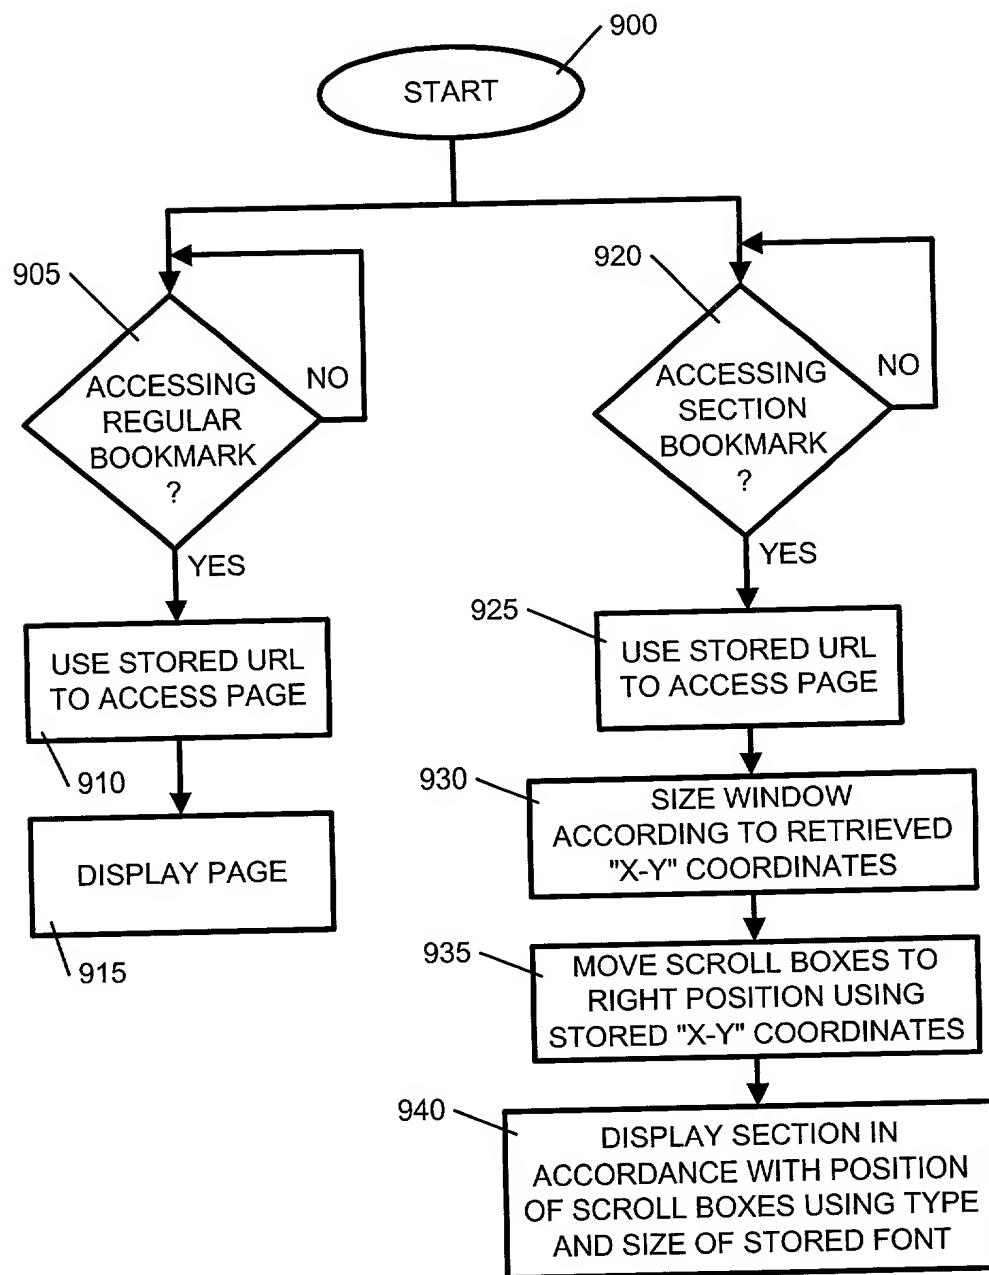 900
START
905
ACCESSING
REGULAR
BOOKMARK
?
NO
YES
USE STORED URL
TO ACCESS PAGE
910
DISPLAY PAGE
915
920
ACCESSING
SECTION
BOOKMARK
?
NO
YES
925
USE STORED URL
TO ACCESS PAGE
930
SIZE WINDOW
ACCORDING TO RETRIEVED
"X-Y" COORDINATES
935
MOVE SCROLL BOXES TO
RIGHT POSITION USING
STORED "X-Y" COORDINATES
940
DISPLAY SECTION IN
ACCORDANCE WITH POSITION
OF SCROLL BOXES USING TYPE
AND SIZE OF STORED FONT